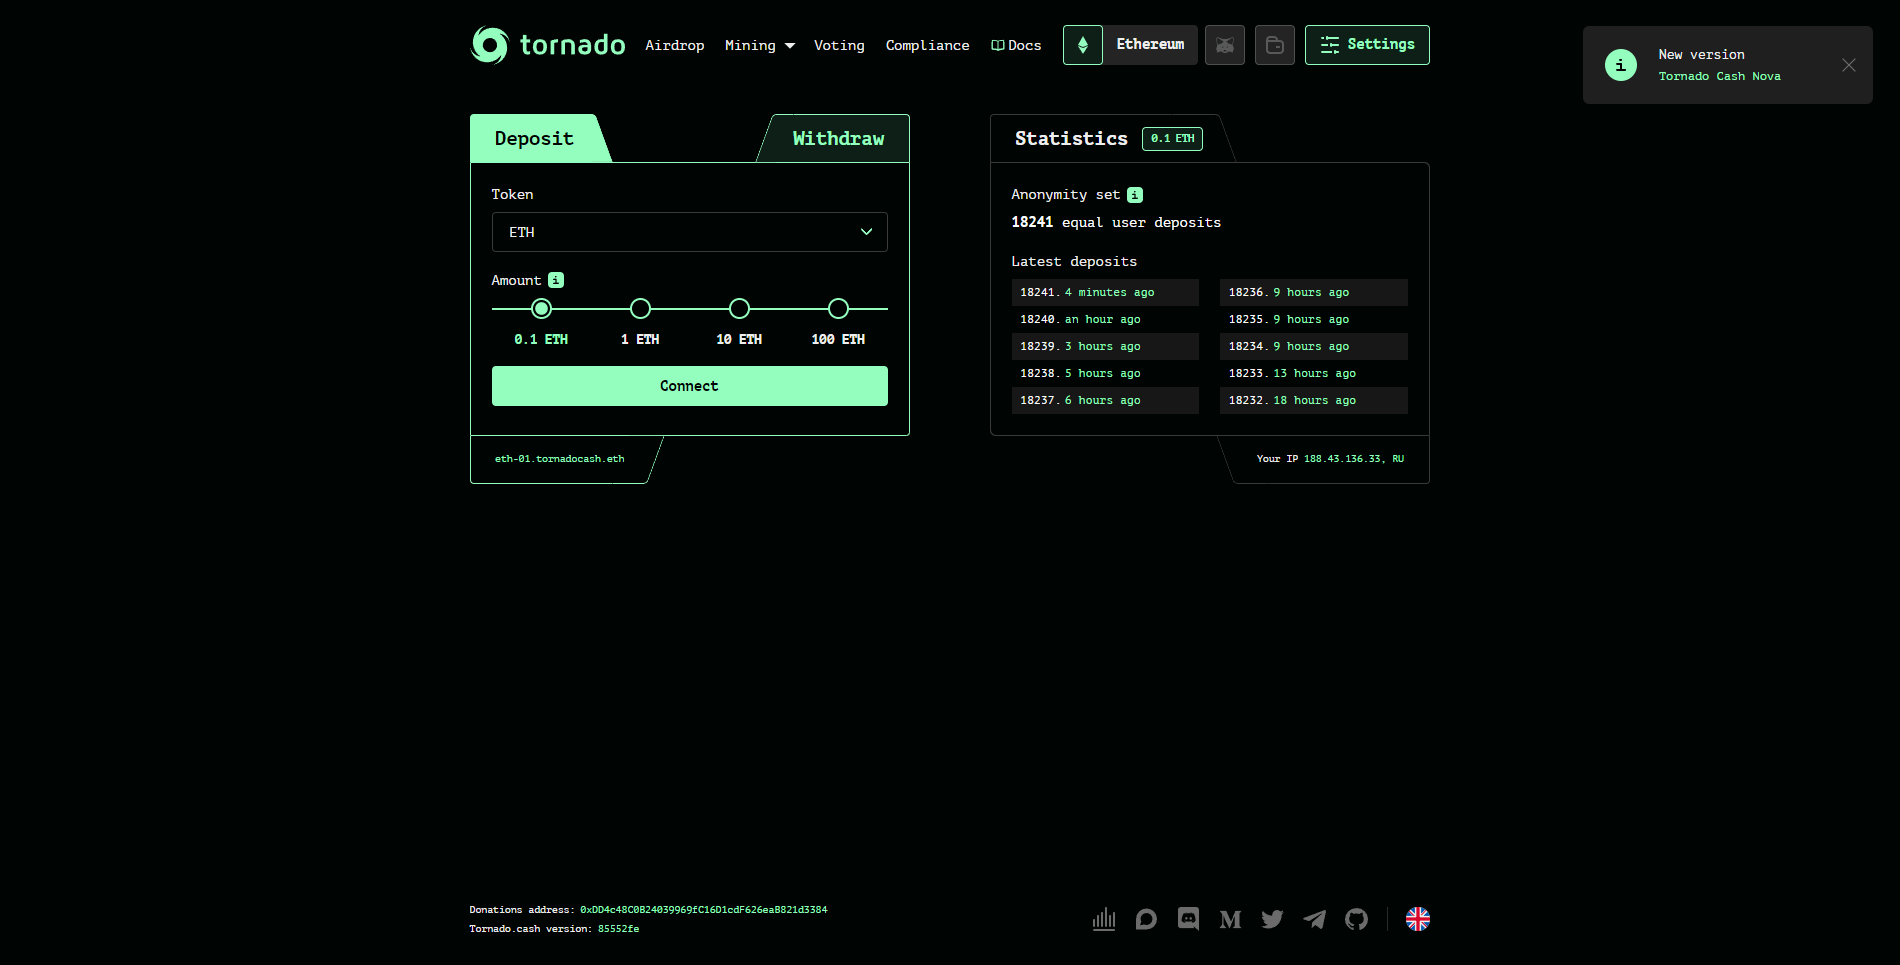 tornado Airdrop Mining Voting Compliance Docs Ethereum Settings
New version
Tornado Cash Nova
Deposit
Withdraw
Token
ETH
Amount i
0.1 ETH 1 ETH 10 ETH 100 ETH
Connect
eth-01.tornadocash.eth
Statistics 0.1 ETH
Anonymity set i
18241 equal user deposits
Latest deposits
18241. 4 minutes ago
18240. an hour ago
18239. 3 hours ago
18238. 5 hours ago
18237. 6 hours ago
18236. 9 hours ago
18235. 9 hours ago
18234. 9 hours ago
18233. 13 hours ago
18232. 18 hours ago
Your IP 188.43.136.33, RU
Donations address: 0xDD4c48C0B24039969fC16D1cdF626eaB821d3384
Tornado.cash version: 85552fe